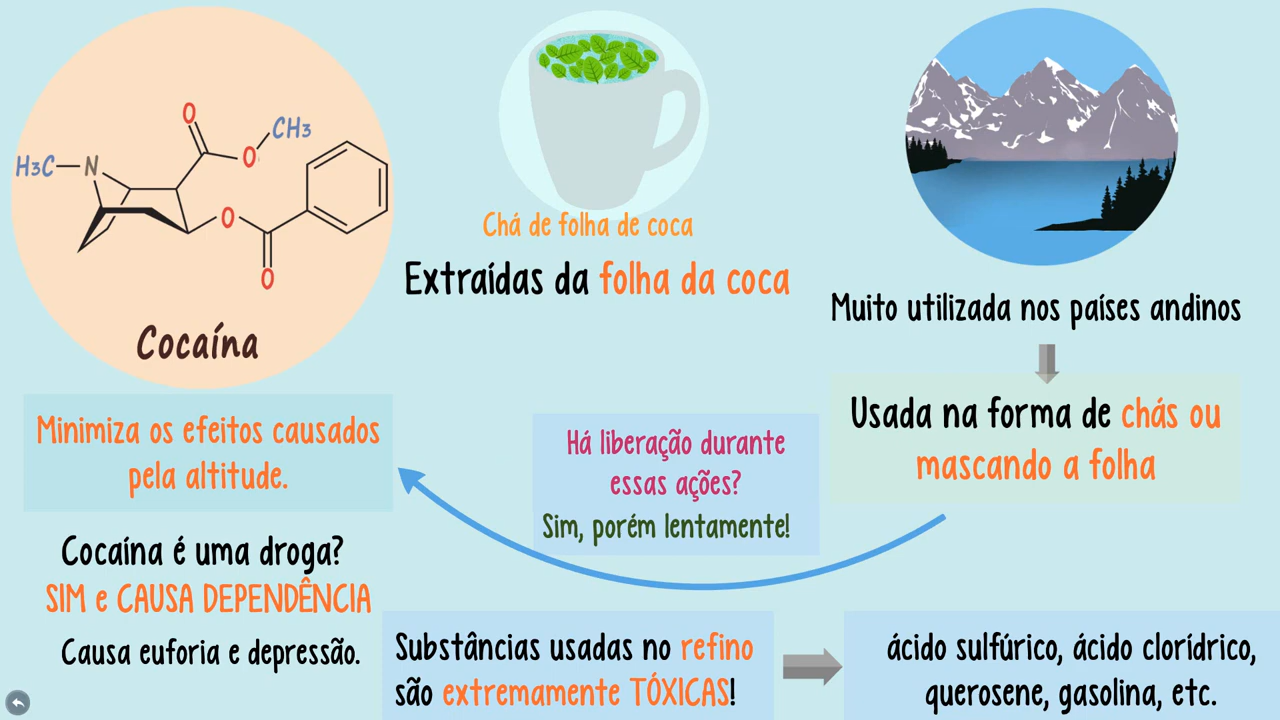 O
CH3
H3C
N
O
O
O
Cocaína
Chá de folha de coca
Extraídas da folha da coca
Muito utilizada nos países andinos
Usada na forma de chás ou
mascando a folha
Minimiza os efeitos causados
pela altitude.
Há liberação durante
essas ações?
Sim, porém lentamente!
Cocaína é uma droga?
SIM e CAUSA DEPENDÊNCIA
Causa euforia e depressão.
Substâncias usadas no refino
são extremamente TÓXICAS!
ácido sulfúrico, ácido clorídrico,
querosene, gasolina, etc.